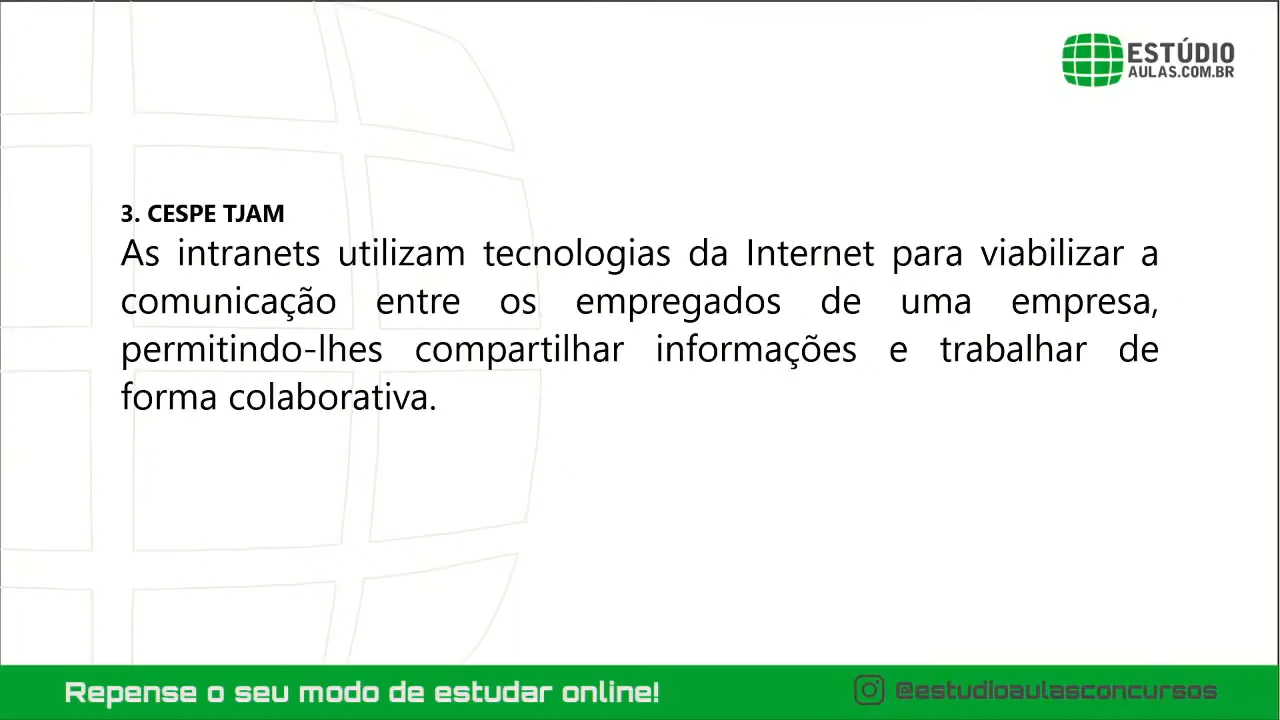 ESTÚDIO
AULAS.COM.BR
3. CESPE TJAM
As intranets utilizam tecnologias da Internet para viabilizar a
comunicação entre os empregados de uma empresa,
permitindo-lhes compartilhar informações e trabalhar de
forma colaborativa.
Repense o seu modo de estudar online!
@estudioaulasconcursos